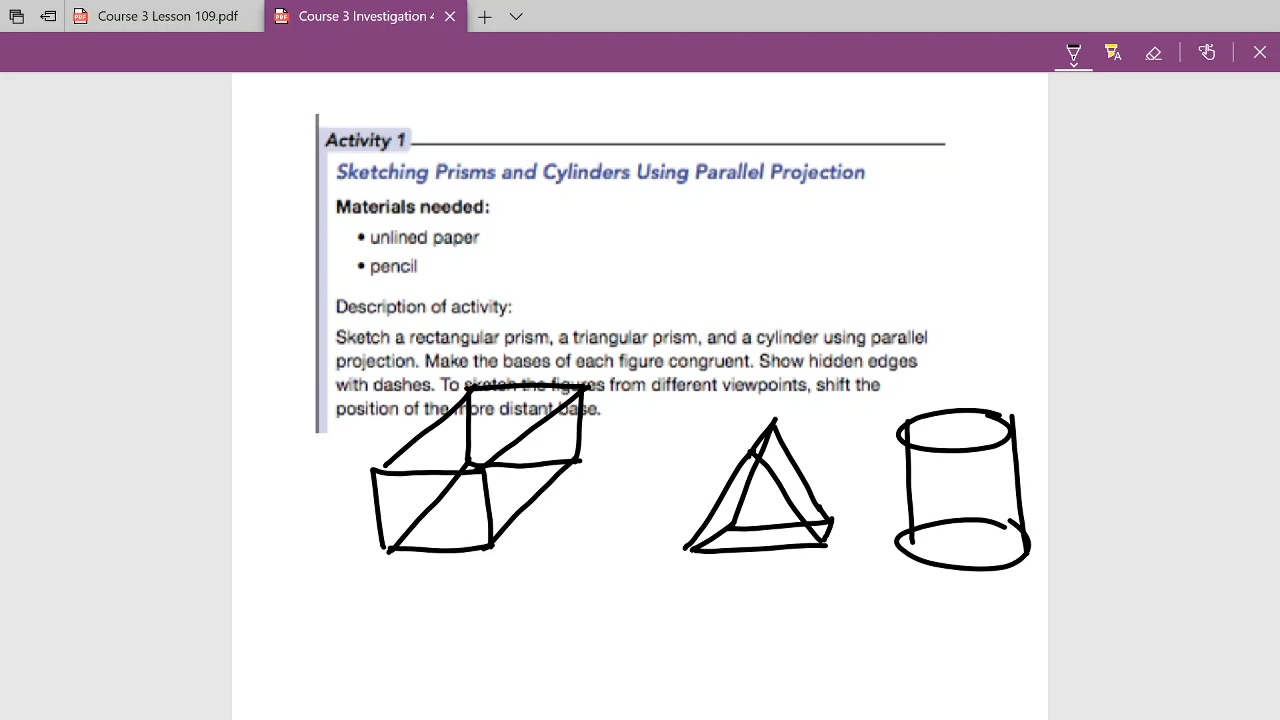 Course 3 Lesson 109.pdf
Course 3 Investigation 4
Activity 1
Sketching Prisms and Cylinders Using Parallel Projection
Materials needed:
• unlined paper
• pencil
Description of activity:
Sketch a rectangular prism, a triangular prism, and a cylinder using parallel
projection. Make the bases of each figure congruent. Show hidden edges
with dashes. To sketch the figures from different viewpoints, shift the
position of the more distant base.